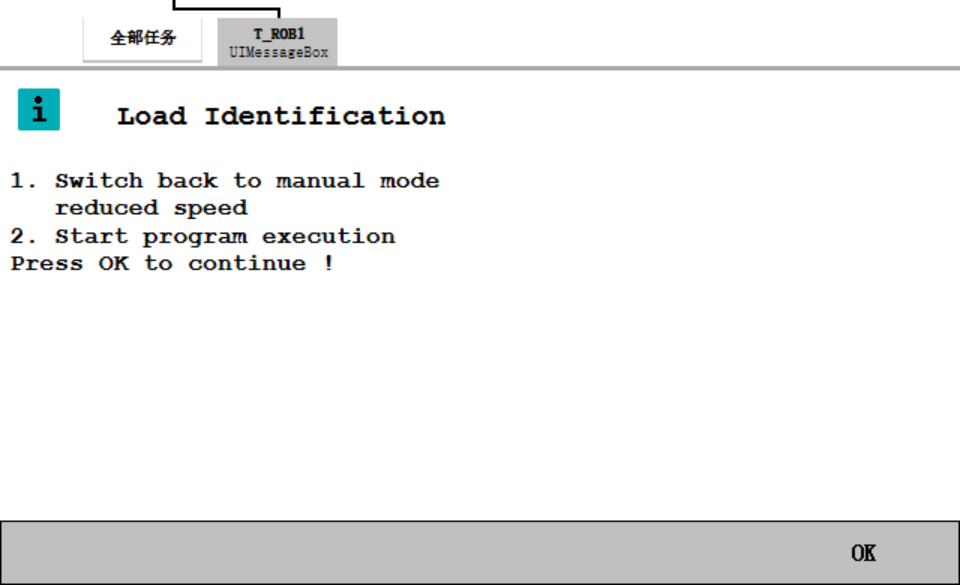 全部任务
T_ROB1
UIMessageBox
i
Load Identification
1. Switch back to manual mode
reduced speed
2. Start program execution
Press OK to continue !
OK